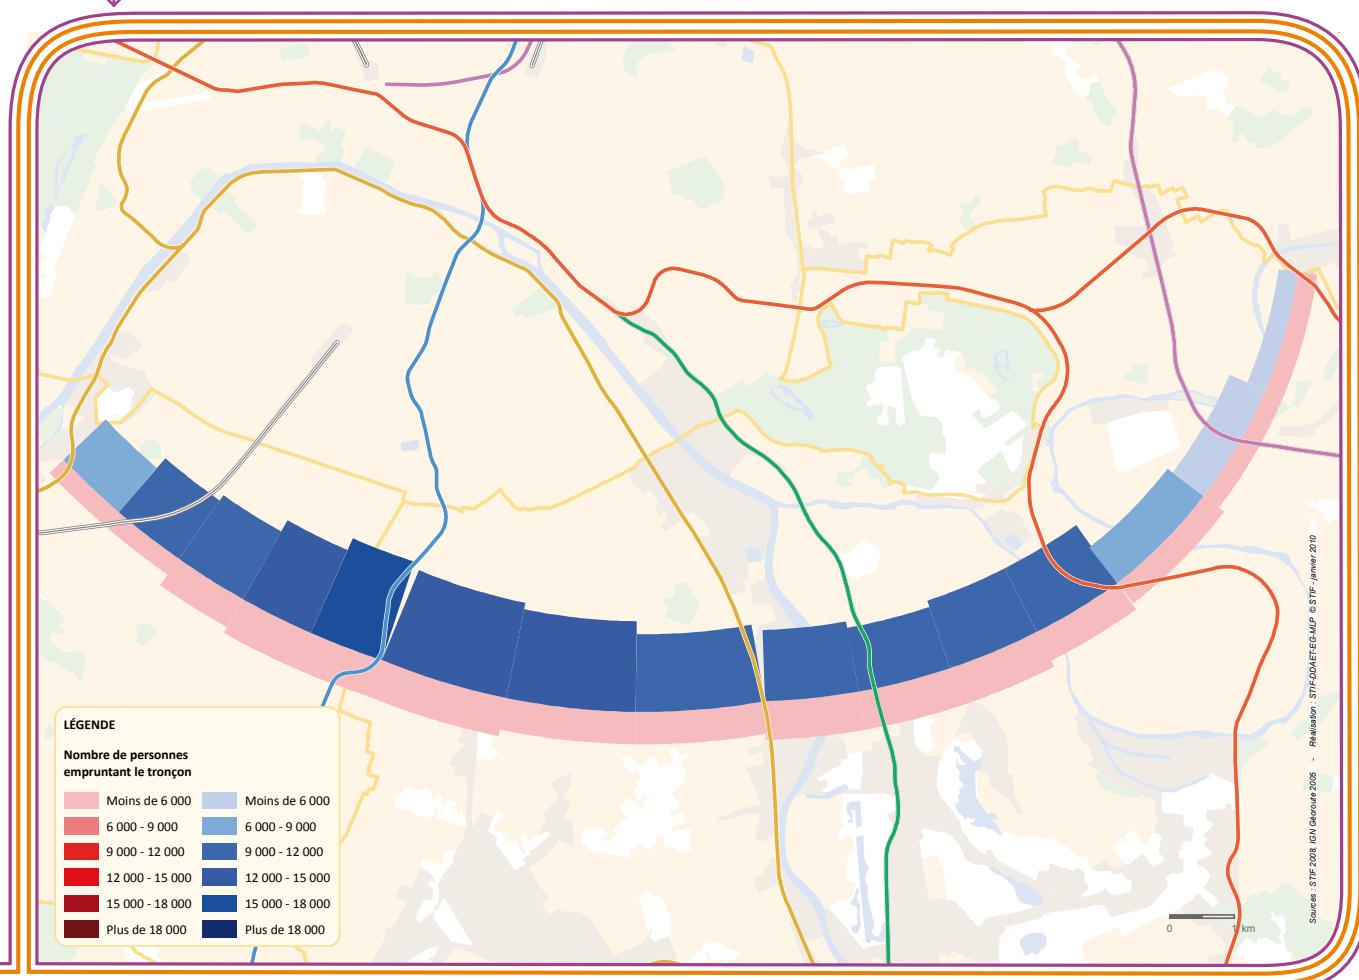 LÉGENDE
Nombre de personnes
empruntant le tronçon
Moins de 6 000 Moins de 6 000
6 000 - 9 000 6 000 - 9 000
9 000 - 12 000 9 000 - 12 000
12 000 - 15 000 12 000 - 15 000
15 000 - 18 000 15 000 - 18 000
Plus de 18 000 Plus de 18 000
0 1 km
Sources : STIF 2008, IGN Géoroute 2005 - Réalisation : STIF-DDAET-EG-MLP © STIF - janvier 2010